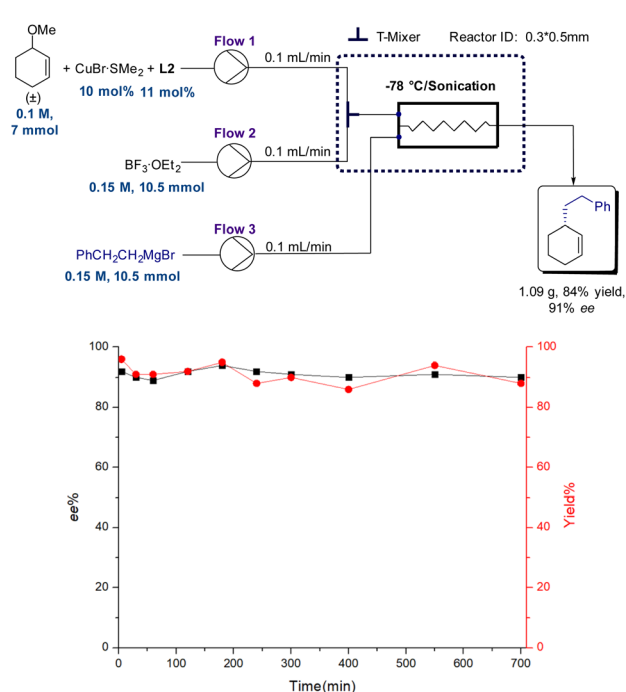 OMe
(±)
0.1 M,
7 mmol
+ CuBr·SMe2 + L2
10 mol% 11 mol%
Flow 1
0.1 mL/min
T-Mixer
Reactor ID: 0.3*0.5mm
-78 °C/Sonication
Flow 2
0.1 mL/min
BF3·OEt2
0.15 M, 10.5 mmol
Flow 3
0.1 mL/min
PhCH2CH2MgBr
0.15 M, 10.5 mmol
Ph
1.09 g, 84% yield,
91% ee
100
80
60
40
20
0
ee%
100
80
60
40
20
0
Yield%
0 100 200 300 400 500 600 700
Time(min)